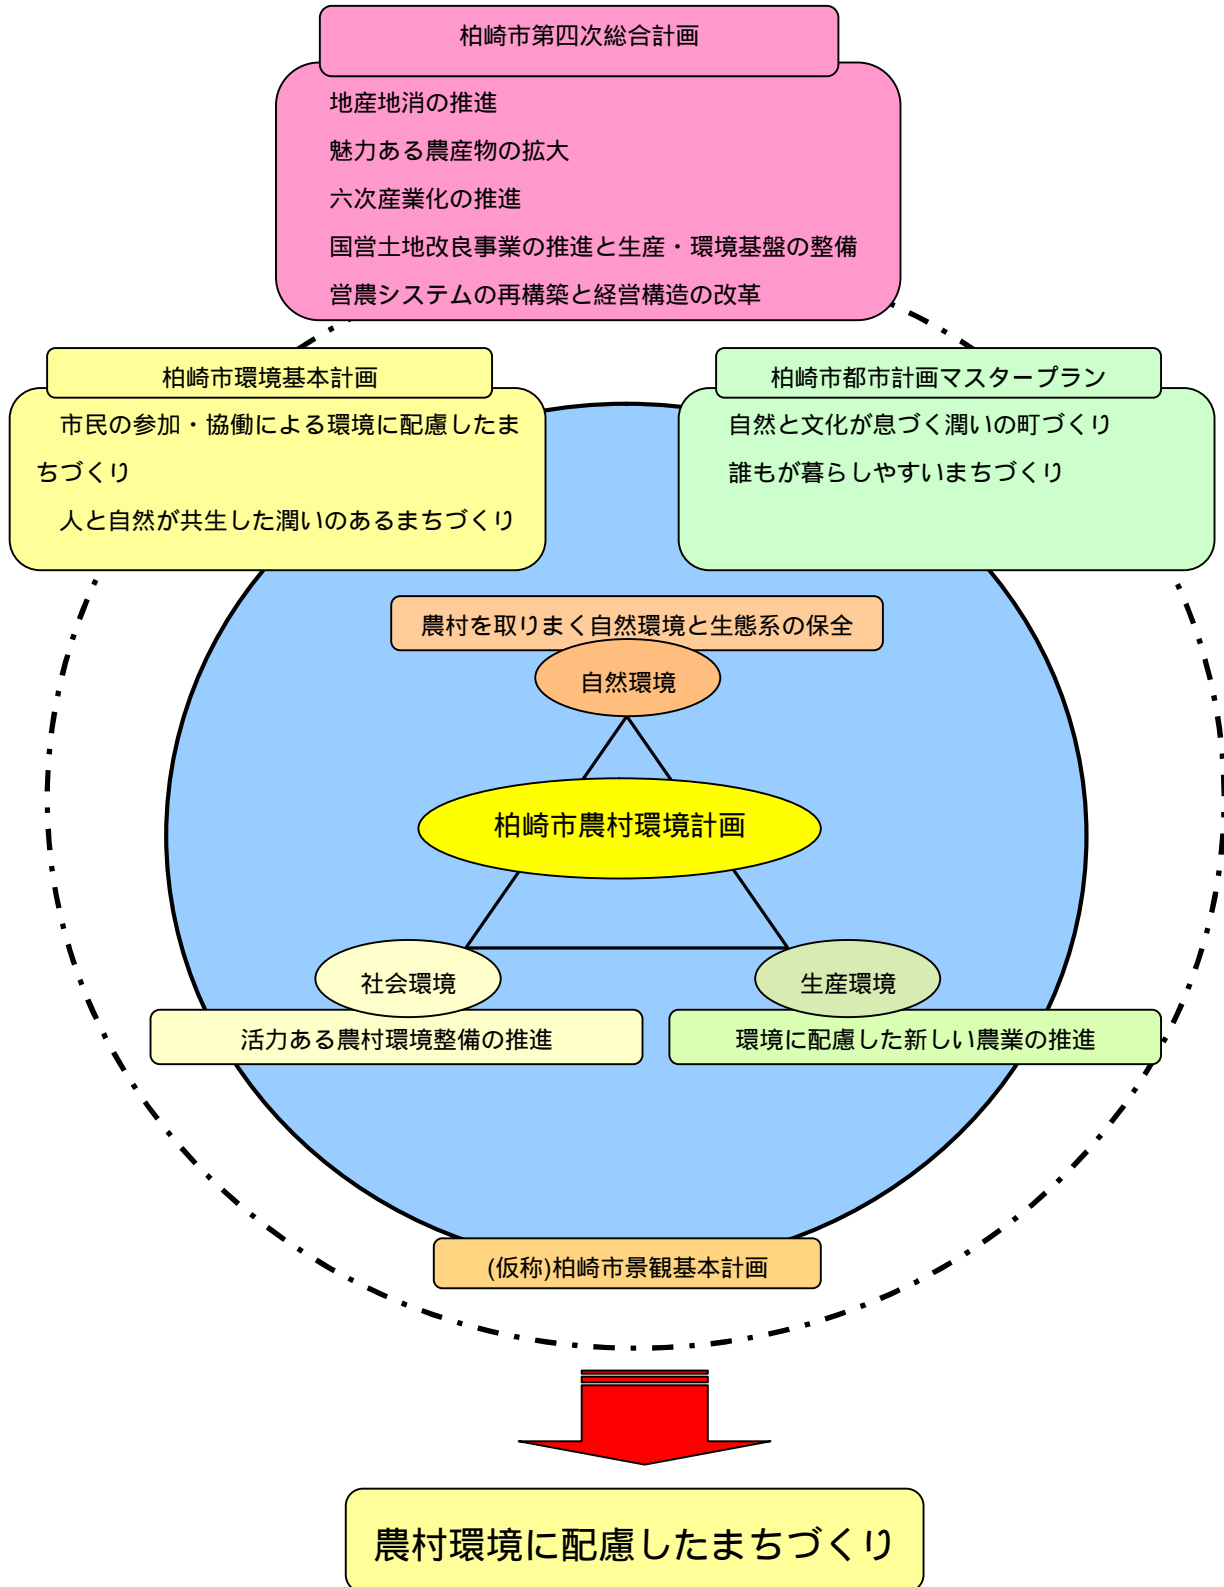 柏崎市第四次総合計画
地産地消の推進
魅力ある農産物の拡大
六次産業化の推進
国営土地改良事業の推進と生産・環境基盤の整備
営農システムの再構築と経営構造の改革
柏崎市環境基本計画
市民の参加・協働による環境に配慮したま
ちづくり
人と自然が共生した潤いのあるまちづくり
柏崎市都市計画マスタープラン
自然と文化が息づく潤いの町づくり
誰もが暮らしやすいまちづくり
農村を取りまく自然環境と生態系の保全
自然環境
柏崎市農村環境計画
社会環境
活力ある農村環境整備の推進
生産環境
環境に配慮した新しい農業の推進
(仮称)柏崎市景観基本計画
農村環境に配慮したまちづくり